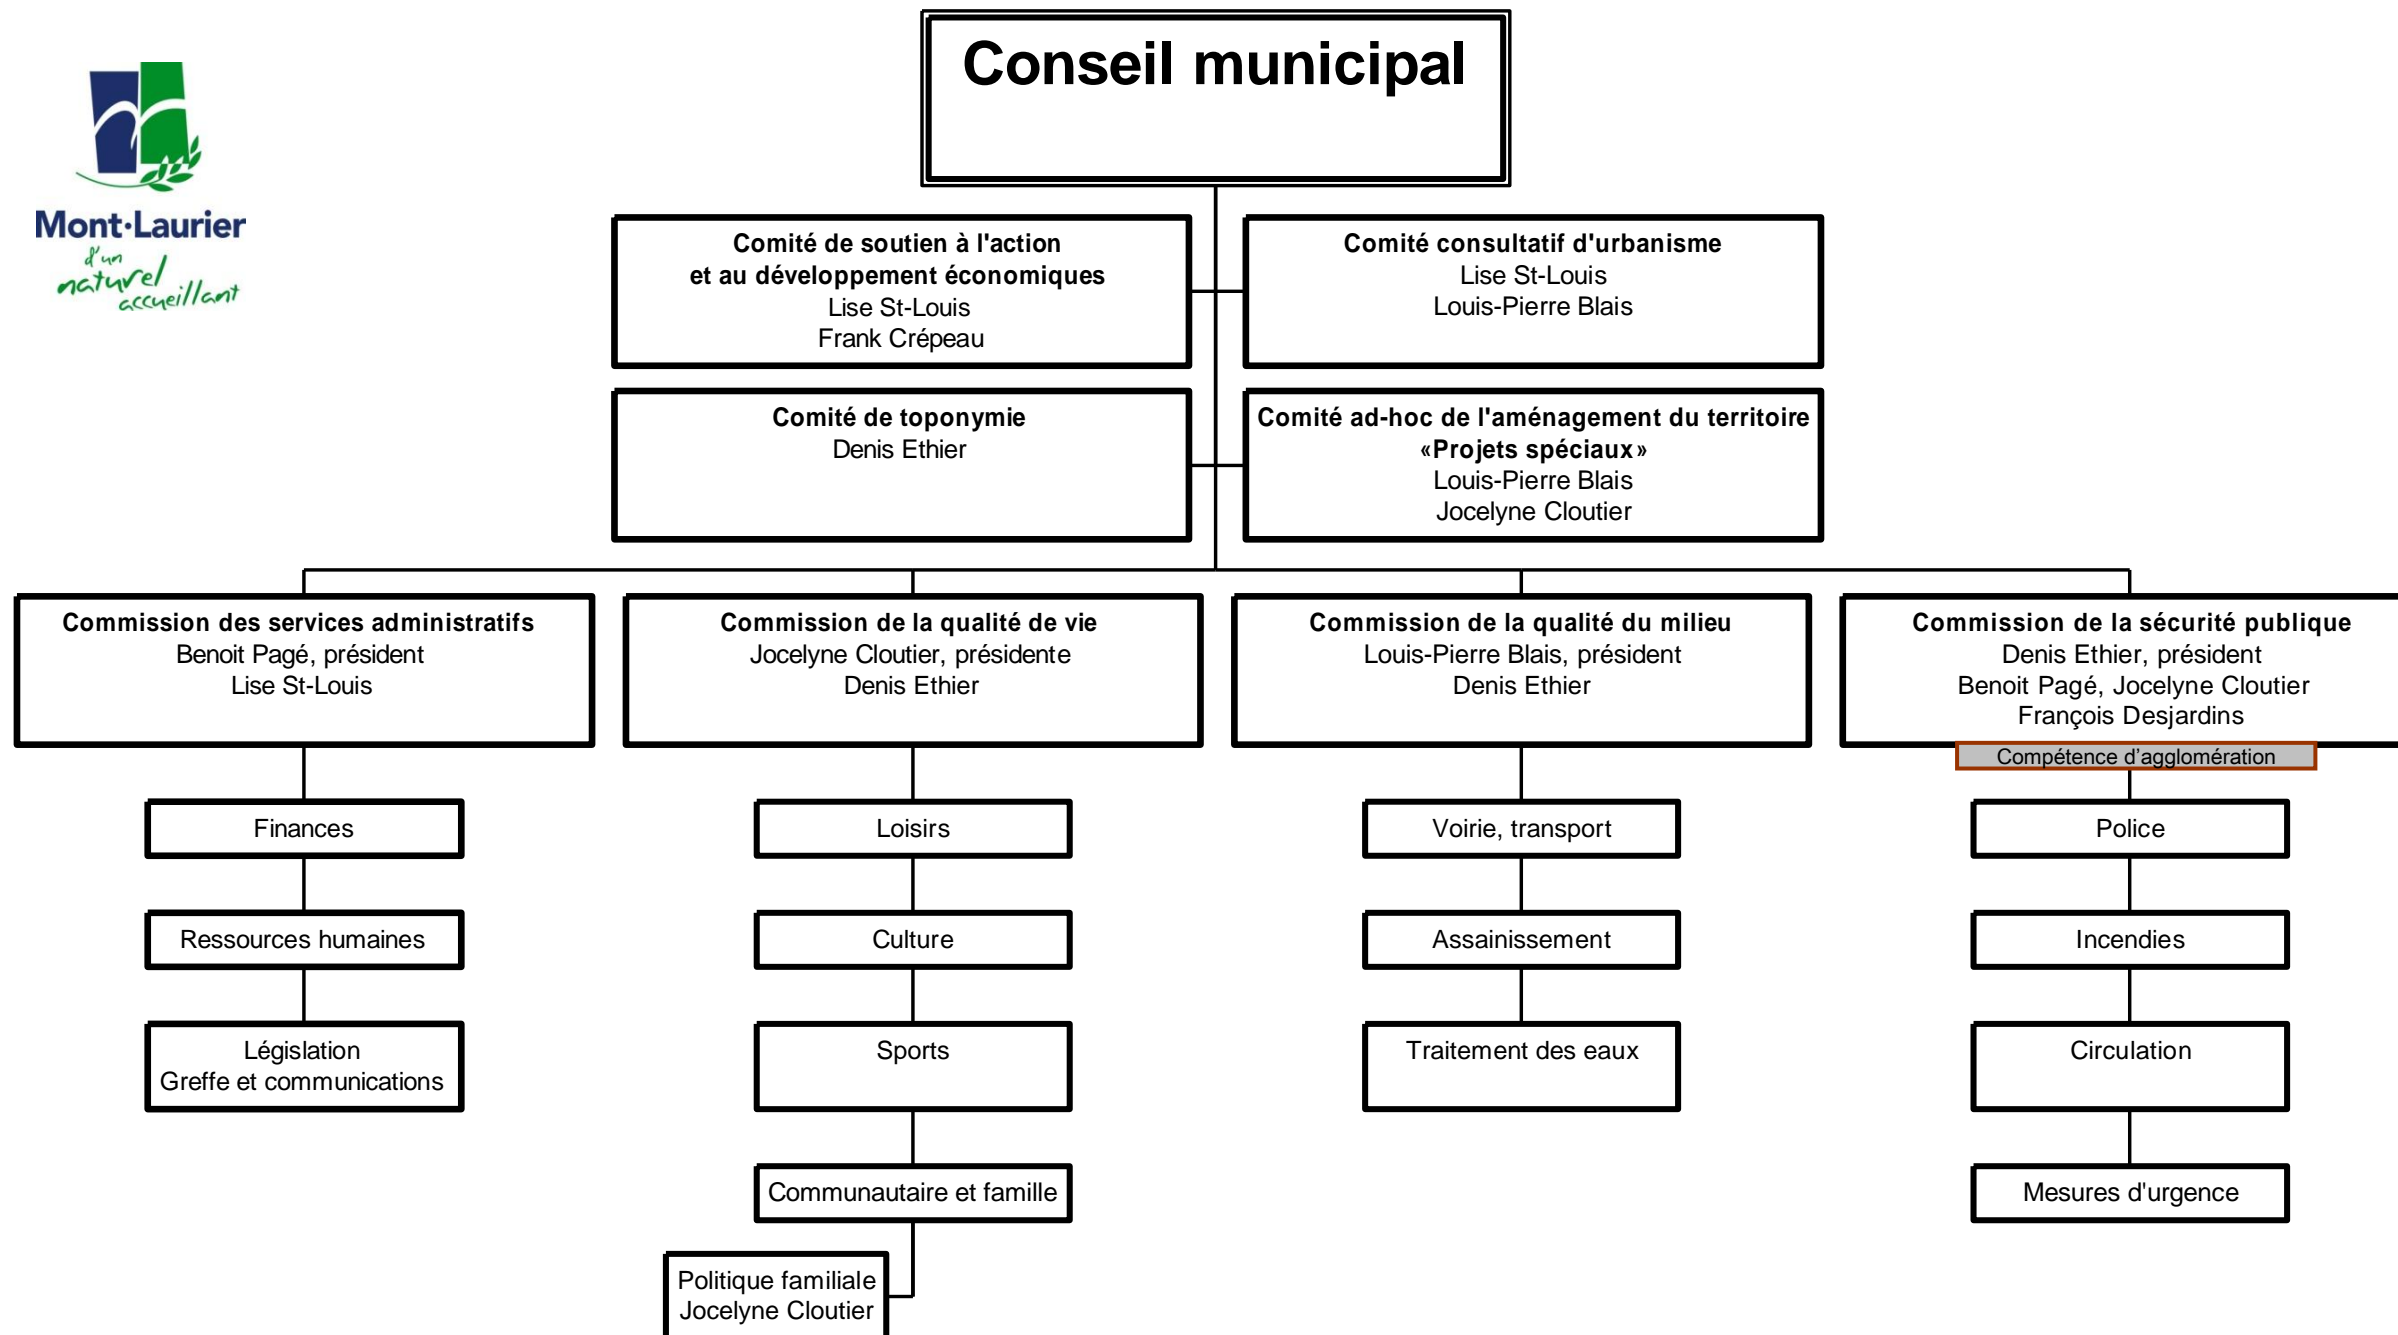 Conseil municipal
Mont·Laurier
d'un
naturel
accueillant
Comité de soutien à l'action
et au développement économiques
Lise St-Louis
Frank Crépeau
Comité consultatif d'urbanisme
Lise St-Louis
Louis-Pierre Blais
Comité de toponymie
Denis Ethier
Comité ad-hoc de l'aménagement du territoire
«Projets spéciaux»
Louis-Pierre Blais
Jocelyne Cloutier
Commission des services administratifs
Benoit Pagé, président
Lise St-Louis
Commission de la qualité de vie
Jocelyne Cloutier, présidente
Denis Ethier
Commission de la qualité du milieu
Louis-Pierre Blais, président
Denis Ethier
Commission de la sécurité publique
Denis Ethier, président
Benoit Pagé, Jocelyne Cloutier
François Desjardins
Compétence d’agglomération
Finances
Ressources humaines
Législation
Greffe et communications
Loisirs
Culture
Sports
Communautaire et famille
Politique familiale
Jocelyne Cloutier
Voirie, transport
Assainissement
Traitement des eaux
Police
Incendies
Circulation
Mesures d'urgence